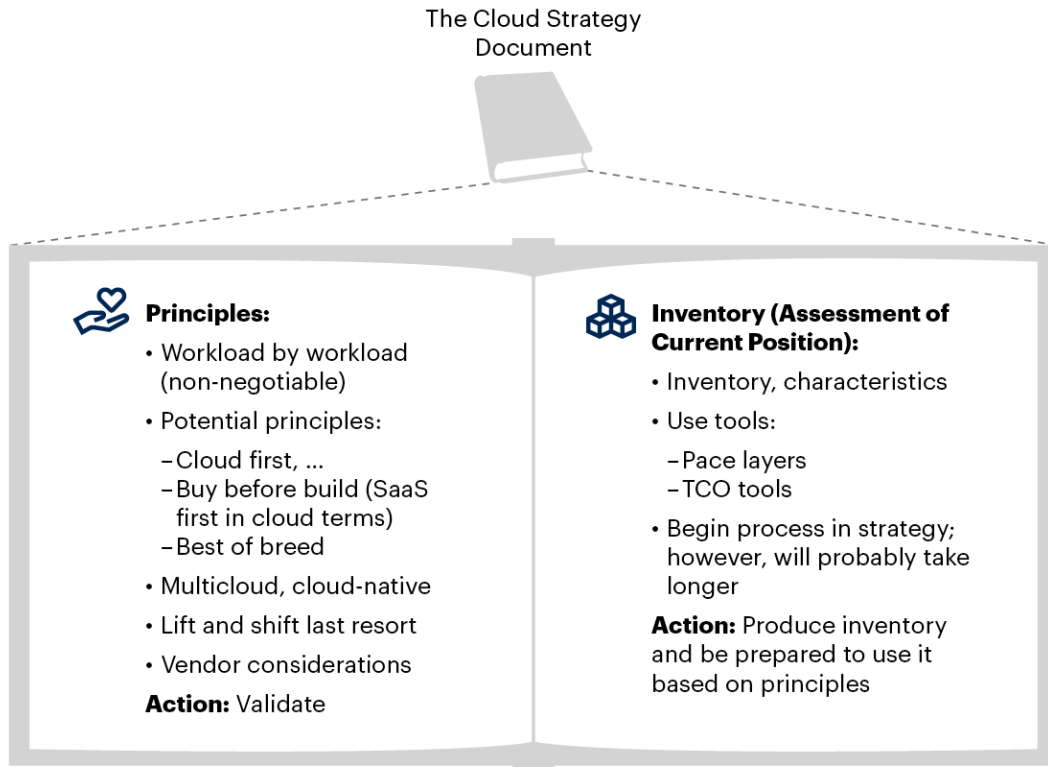 The Cloud Strategy
Document
Principles:
• Workload by workload
(non-negotiable)
• Potential principles:
–Cloud first, ...
–Buy before build (SaaS
first in cloud terms)
–Best of breed
• Multicloud, cloud-native
• Lift and shift last resort
• Vendor considerations
Action: Validate
Inventory (Assessment of
Current Position):
• Inventory, characteristics
• Use tools:
–Pace layers
–TCO tools
• Begin process in strategy;
however, will probably take
longer
Action: Produce inventory
and be prepared to use it
based on principles